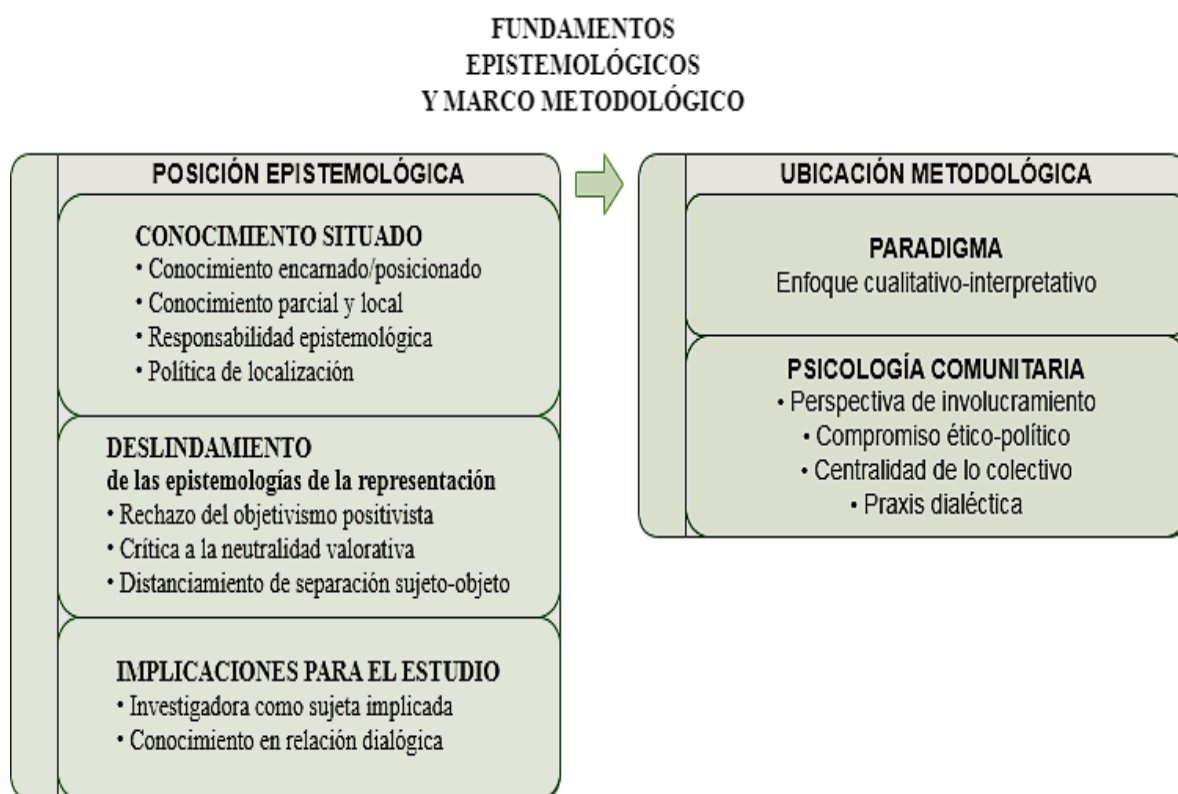 FUNDAMENTOS
EPISTEMOLÓGICOS
Y MARCO METODOLÓGICO
POSICIÓN EPISTEMOLÓGICA
CONOCIMIENTO SITUADO
• Conocimiento encarnado/posicionado
• Conocimiento parcial y local
• Responsabilidad epistemológica
• Política de localización
DESLINDAMIENTO
de las epistemologías de la representación
• Rechazo del objetivismo positivista
• Crítica a la neutralidad valorativa
• Distanciamiento de separación sujeto-objeto
IMPLICACIONES PARA EL ESTUDIO
• Investigadora como sujeta implicada
• Conocimiento en relación dialógica
UBICACIÓN METODOLÓGICA
PARADIGMA
Enfoque cualitativo-interpretativo
PSICOLOGÍA COMUNITARIA
• Perspectiva de involucramiento
• Compromiso ético-político
• Centralidad de lo colectivo
• Praxis dialéctica